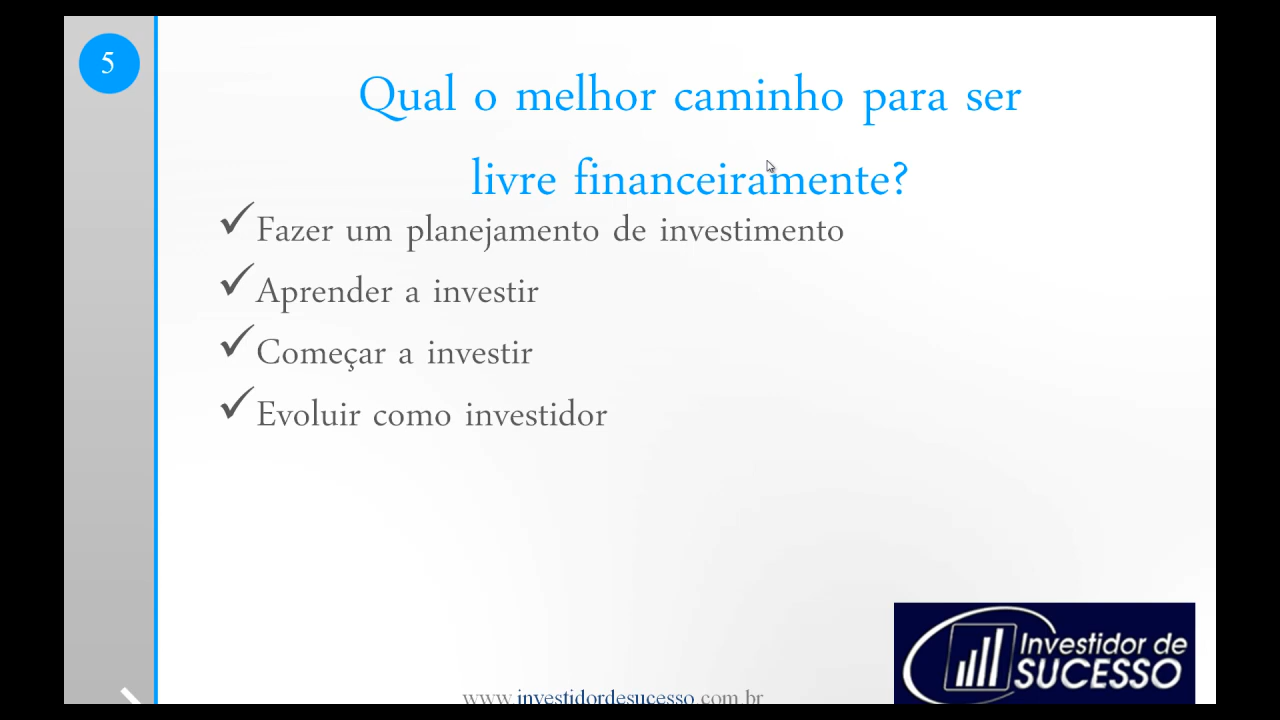 5
Qual o melhor caminho para ser
livre financeiramente?
✓Fazer um planejamento de investimento
✓Aprender a investir
✓Começar a investir
✓Evoluir como investidor
Investidor de
SUCESSO
www.investidordesucesso.com.br